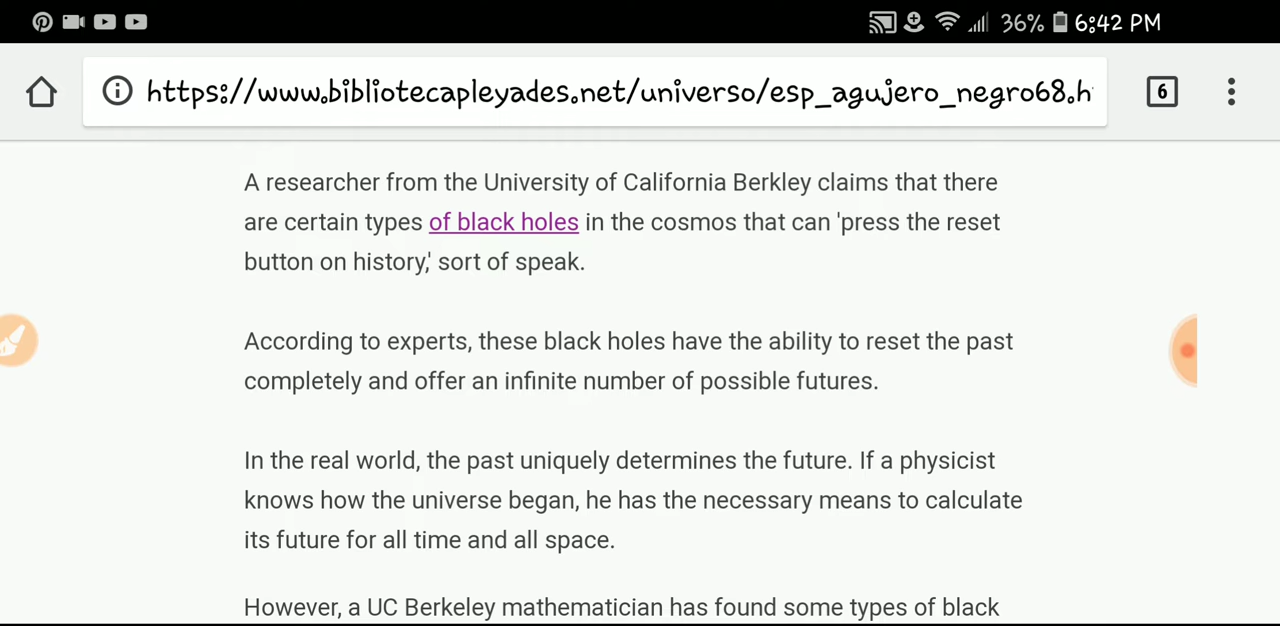 36% 6:42 PM
https://www.bibliotecapleyades.net/universo/esp_agujero_negro68.h
6
A researcher from the University of California Berkley claims that there
are certain types of black holes in the cosmos that can 'press the reset
button on history,' sort of speak.
According to experts, these black holes have the ability to reset the past
completely and offer an infinite number of possible futures.
In the real world, the past uniquely determines the future. If a physicist
knows how the universe began, he has the necessary means to calculate
its future for all time and all space.
However, a UC Berkeley mathematician has found some types of black